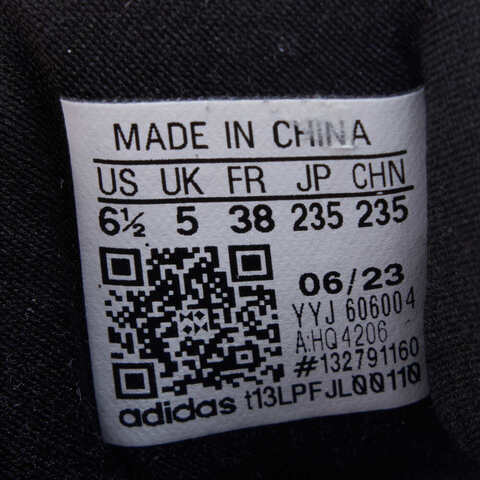 MADE IN CHINA
US UK FR JP CHN
6½ 5 38 235 235
06/23
YYJ 606004
A:HQ4206
#132791160
adidas t13LPFJL00110